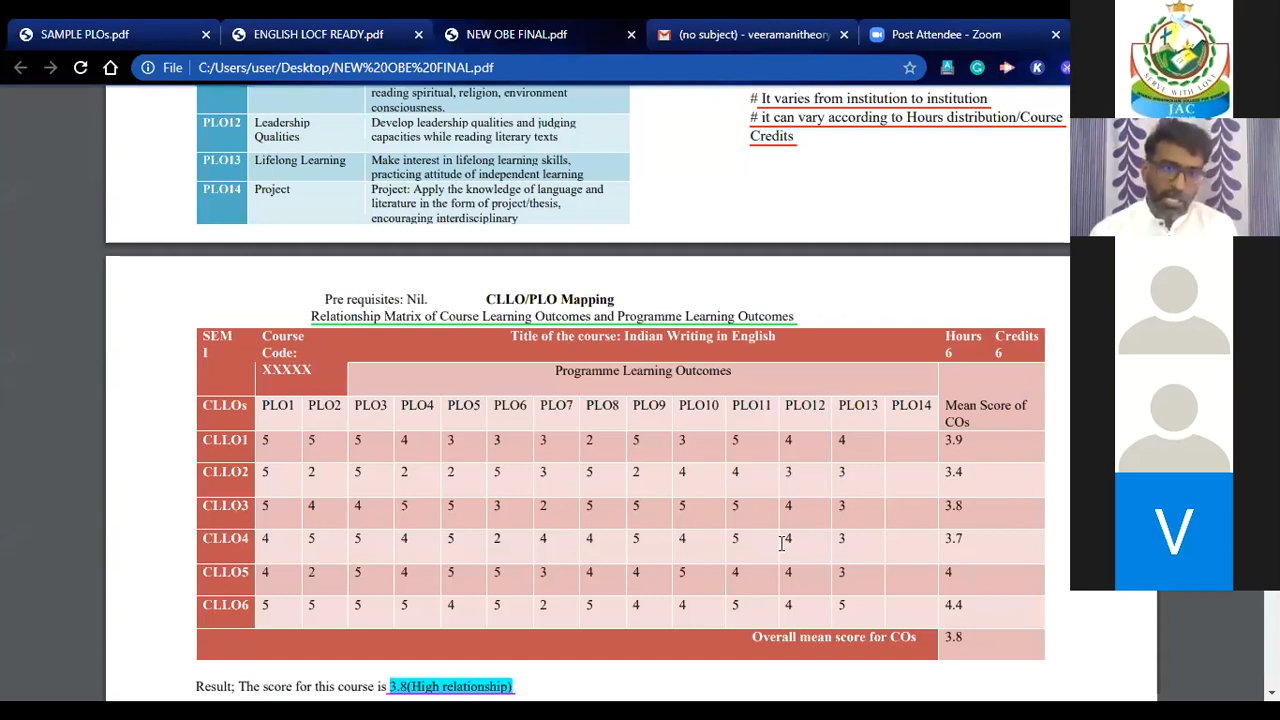 SAMPLE PLOs.pdf
ENGLISH LOCF READY.pdf
NEW OBE FINAL.pdf
(no subject) - veeramanitheory
Post Attendee - Zoom
File C:/Users/user/Desktop/NEW%20OBE%20FINAL.pdf
SERVE WITH LOVE
JAC
reading spiritual, religion, environment
consciousness.
PLO12 Leadership Qualities Develop leadership qualities and judging
capacities while reading literary texts
PLO13 Lifelong Learning Make interest in lifelong learning skills,
practicing attitude of independent learning
PLO14 Project Project: Apply the knowledge of language and
literature in the form of project/thesis,
encouraging interdisciplinary
# It varies from institution to institution
# it can vary according to Hours distribution/Course
Credits
Pre requisites: Nil. CLLO/PLO Mapping
Relationship Matrix of Course Learning Outcomes and Programme Learning Outcomes
SEM I Course Code: XXXXX Title of the course: Indian Writing in English Hours 6 Credits 6
Programme Learning Outcomes
CLLOs PLO1 PLO2 PLO3 PLO4 PLO5 PLO6 PLO7 PLO8 PLO9 PLO10 PLO11 PLO12 PLO13 PLO14 Mean Score of COs
CLLO1 5 5 5 4 3 3 3 2 5 3 5 4 4 3.9
CLLO2 5 2 5 2 2 5 3 5 2 4 4 3 3 3.4
CLLO3 5 4 4 5 5 3 2 5 5 5 5 4 3 3.8
CLLO4 4 5 5 4 5 2 4 4 5 4 5 4 3 3.7
CLLO5 4 2 5 4 5 5 3 4 4 5 4 4 3 4
CLLO6 5 5 5 5 4 5 2 5 4 4 5 4 5 4.4
Overall mean score for COs 3.8
Result; The score for this course is 3.8(High relationship)
V